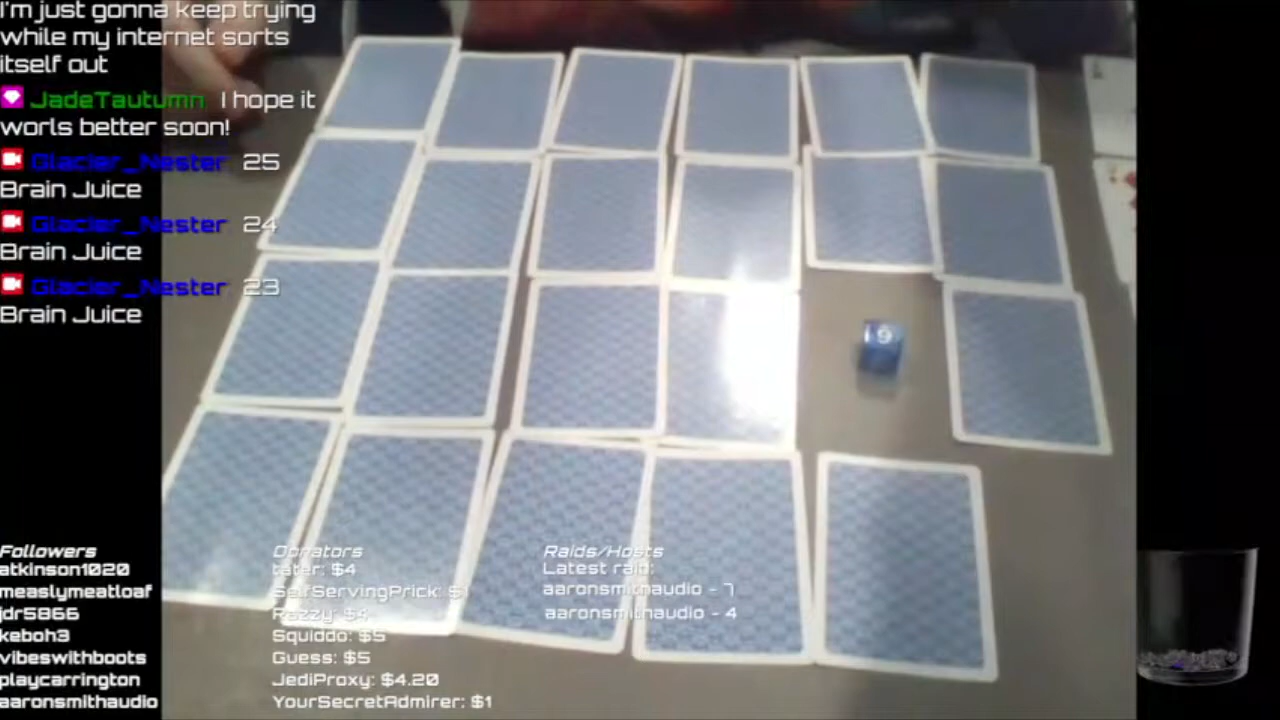 I'm just gonna keep trying
while my internet sorts
itself out
JadeTautumn I hope it
worls better soon!
Glacier_Nester 25
Brain Juice
Glacier_Nester 24
Brain Juice
Glacier_Nester 23
Brain Juice
9
Followers
atkinson1020
measlymeatloaf
jdr5866
keboh3
vibeswithboots
playcarrington
aaronsmithaudio
Donators
tater: $4
SelfServingPrick: $1
Razzy: $4
Squiddo: $5
Guess: $5
JediProxy: $4.20
YourSecretAdmirer: $1
Raids/Hosts
Latest raid:
aaronsmithaudio - 7
aaronsmithaudio - 4